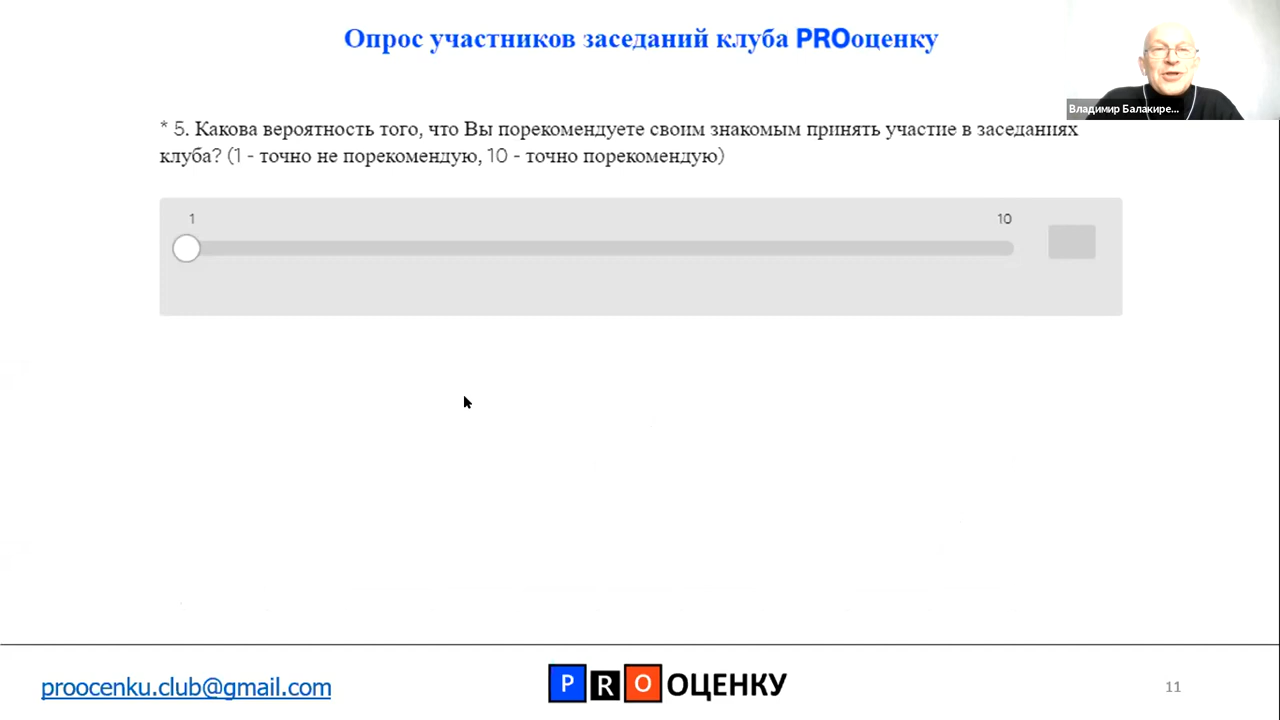 Опрос участников заседаний клуба PROоценку
Владимир Балакире...
* 5. Какова вероятность того, что Вы порекомендуете своим знакомым принять участие в заседаниях
клуба? (1 - точно не порекомендую, 10 - точно порекомендую)
1
10
proocenku.club@gmail.com
PRO ОЦЕНКУ
11